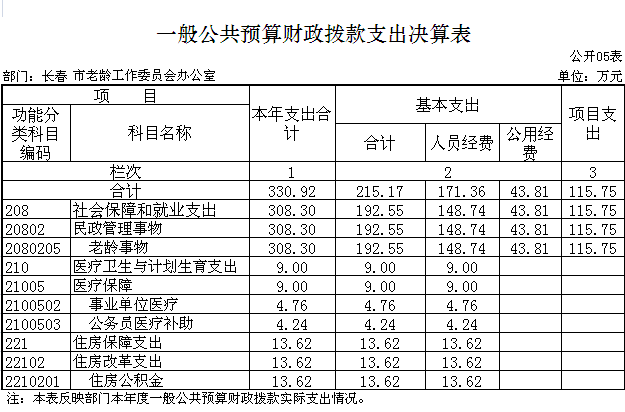 一般公共预算财政拨款支出决算表
公开05表
部门：长春 市老龄工作委员会办公室 单位：万元
项 目 本年支出合计 基本支出 项目支出
功能分类科目编码 科目名称 合计 人员经费 公用经费
栏次 1 2 3
合计 330.92 215.17 171.36 43.81 115.75
208 社会保障和就业支出 308.30 192.55 148.74 43.81 115.75
20802 民政管理事物 308.30 192.55 148.74 43.81 115.75
2080205 老龄事物 308.30 192.55 148.74 43.81 115.75
210 医疗卫生与计划生育支出 9.00 9.00 9.00
21005 医疗保障 9.00 9.00 9.00
2100502 事业单位医疗 4.76 4.76 4.76
2100503 公务员医疗补助 4.24 4.24 4.24
221 住房保障支出 13.62 13.62 13.62
22102 住房改革支出 13.62 13.62 13.62
2210201 住房公积金 13.62 13.62 13.62
注：本表反映部门本年度一般公共预算财政拨款实际支出情况。